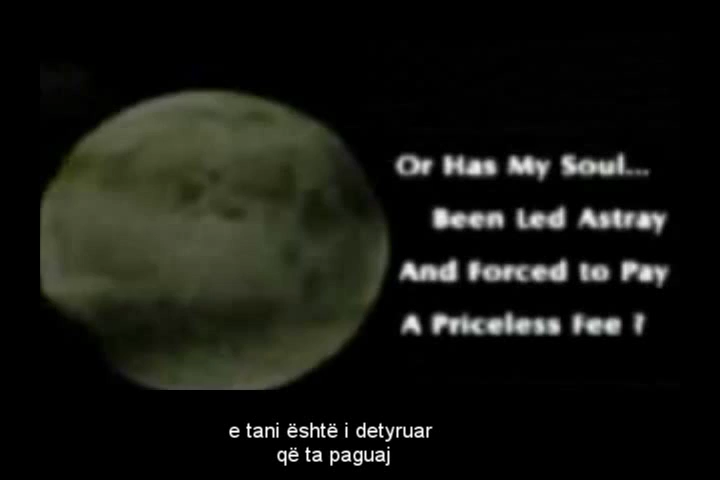 Or Has My Soul...
Been Led Astray
And Forced to Pay
A Priceless Fee ?
e tani është i detyruar
që ta paguaj